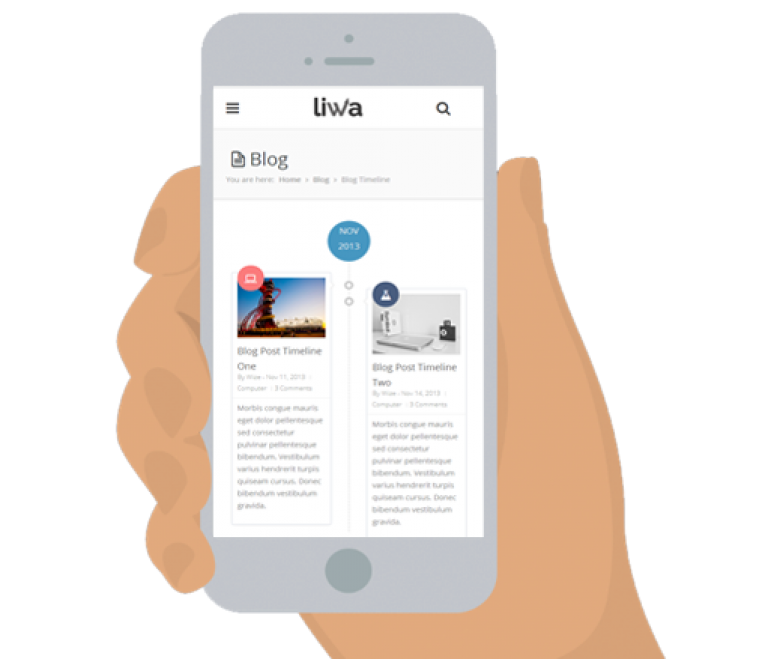 liwa
Blog
You are here: Home » Blog » Blog Timeline
NOV
2013
Blog Post Timeline
One
By Wise - Nov 11, 2013 |
Computer | 3 Comments
Morbis congue mauris
eget dolor pellentesque
sed consectetur
pulvinar pellentesque
bibendum. Vestibulum
varius hendrerit turpis
quiseam cursus. Donec
bibendum vestibulum
gravida.
Blog Post Timeline
Two
By Wise - Nov 14, 2013 |
Computer | 3 Comments
Morbis congue mauris
eget dolor pellentesque
sed consectetur
pulvinar pellentesque
bibendum. Vestibulum
varius hendrerit turpis
quiseam cursus. Donec
bibendum vestibulum
gravida.